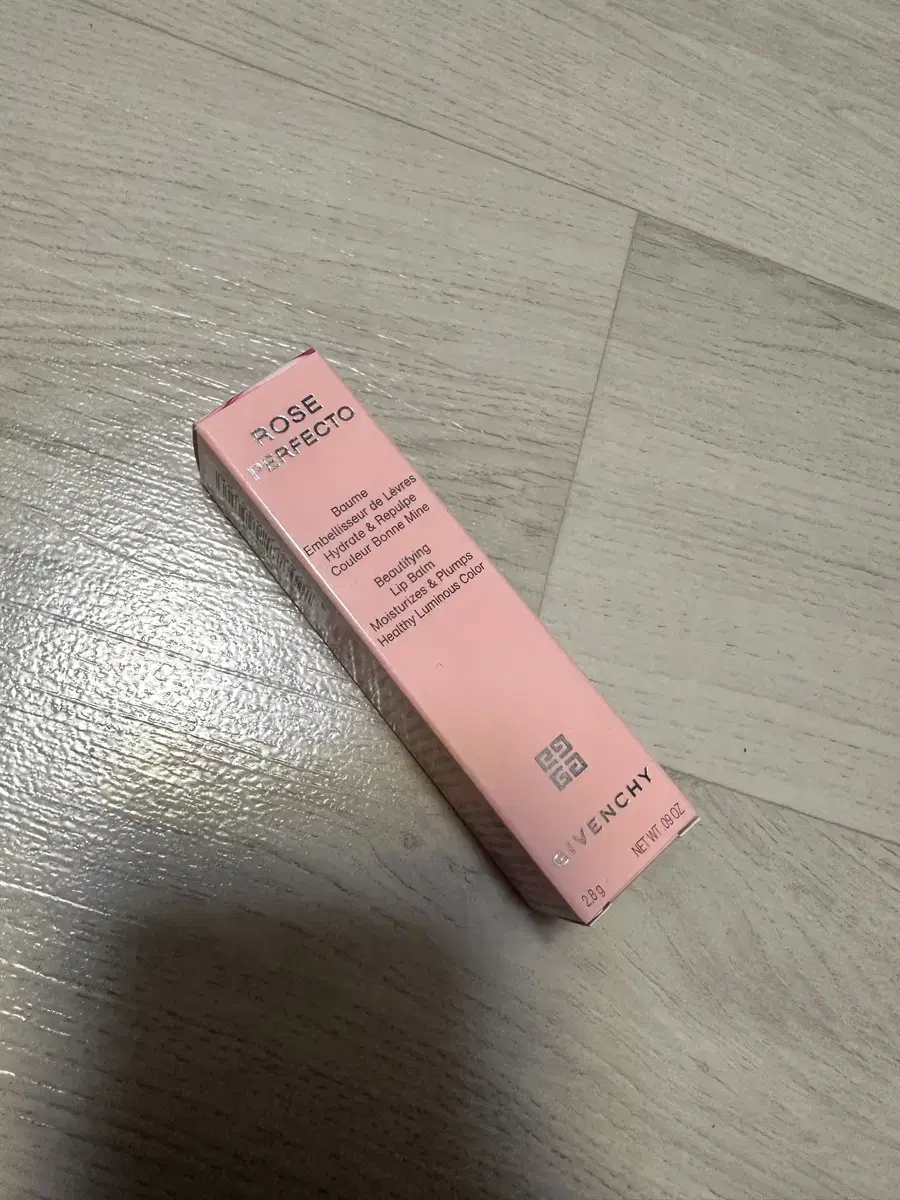 ROSE
PERFECTO
Baume
Embellisseur de Lèvres
Hydrate & Repulpe
Couleur Bonne Mine
Beautifying
Lip Balm
Moisturizes & Plumps
Healthy Luminous Color
GIVENCHY
2.8 g NET WT .09 OZ